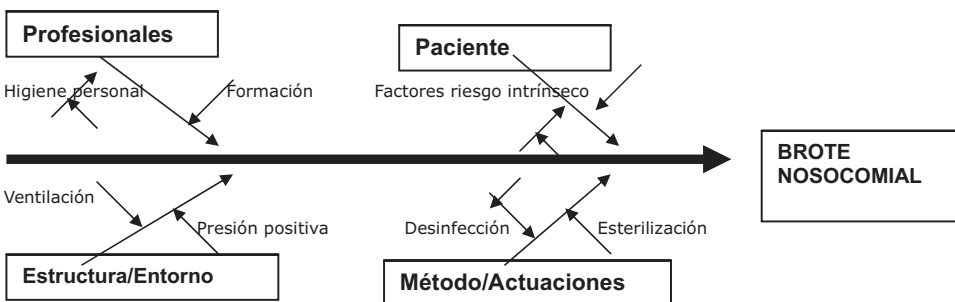 Profesionales
Paciente
Higiene personal
Formación
Factores riesgo intrínseco
BROTE
NOSOCOMIAL
Ventilación
Presión positiva
Desinfección
Esterilización
Estructura/Entorno
Método/Actuaciones